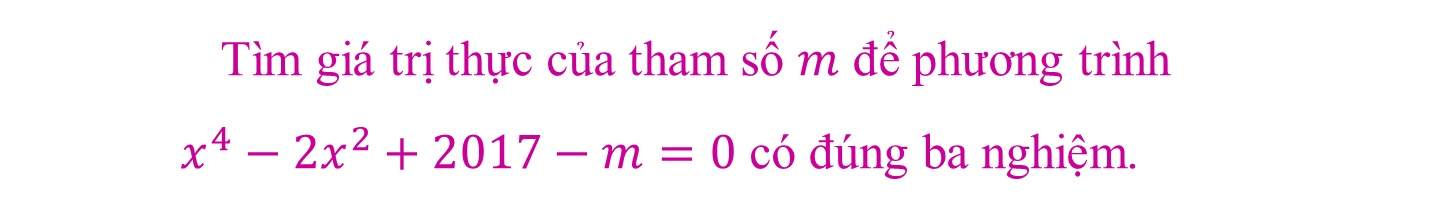 Tìm giá trị thực của tham số 𝑚 để phương trình
𝑥⁴ − 2𝑥² + 2017 − 𝑚 = 0 có đúng ba nghiệm.